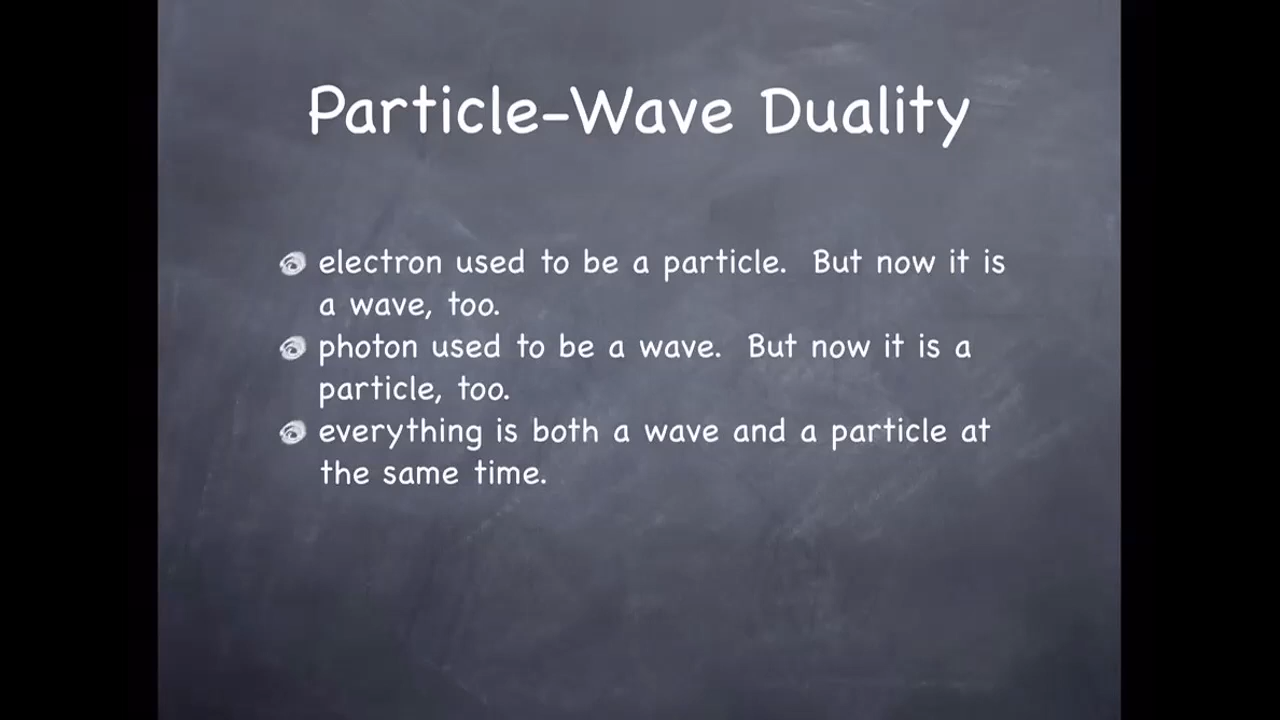 Particle-Wave Duality
electron used to be a particle. But now it is
a wave, too.
photon used to be a wave. But now it is a
particle, too.
everything is both a wave and a particle at
the same time.